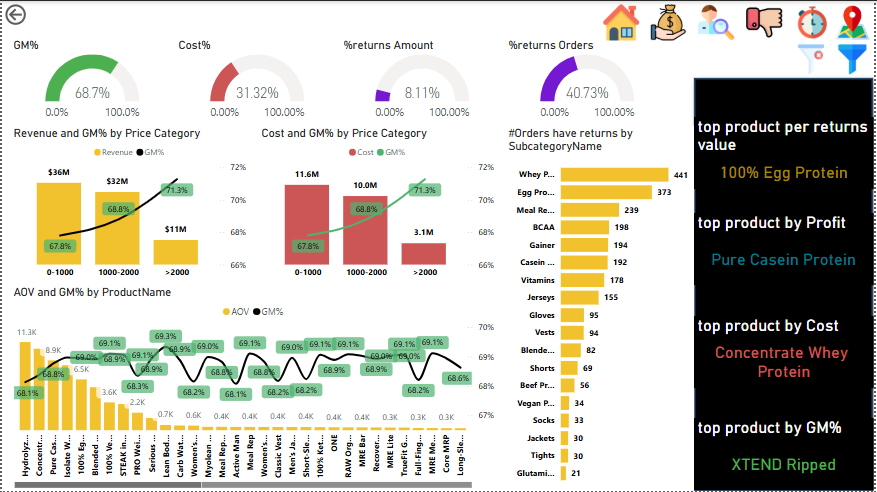 GM%
Cost%
%returns Amount
%returns Orders
68.7%
0.00%
100.0%
31.32%
0.00%
100.0%
8.11%
0.00%
100.0%
40.73%
0.00%
100.0%
Revenue and GM% by Price Category
Revenue
GM%
$36M
$32M
$11M
67.8%
68.8%
71.3%
72%
70%
68%
66%
0-1000
1000-2000
>2000
Cost and GM% by Price Category
Cost
GM%
11.6M
10.0M
3.1M
67.8%
68.8%
71.3%
72%
70%
68%
66%
0-1000
1000-2000
>2000
#Orders have returns by
SubcategoryName
Whey P... 441
Egg Pro... 373
Meal Re... 239
BCAA 198
Gainer 194
Casein ... 192
Vitamins 178
Jerseys 155
Gloves 95
Vests 94
Blende... 82
Shorts 69
Beef Pr... 56
Vegan P... 34
Socks 33
Jackets 30
Tights 30
Glutami... 21
top product per returns
value
100% Egg Protein
top product by Profit
Pure Casein Protein
top product by Cost
Concentrate Whey
Protein
top product by GM%
XTEND Ripped
AOV and GM% by ProductName
AOV
GM%
11.3K
8.9K
6.5K
3.6K
2.2K
0.7K
0.6K
0.4K
0.4K
0.4K
0.4K
0.4K
0.3K
0.3K
0.3K
68.1%
68.8%
69.0%
69.1%
68.9%
68.3%
69.1%
68.9%
69.3%
68.9%
68.2%
69.0%
68.8%
68.1%
69.1%
68.8%
68.2%
69.0%
68.2%
69.1%
68.9%
69.1%
68.9%
69.0%
69.1%
69.0%
68.2%
69.1%
68.6%
70%
69%
68%
67%
Hydrolyz...
Concentr...
Pure Cas...
Isolate W...
100% Eg...
Blended ...
100% Ve...
STEAK in...
PRO Wei...
Serious ...
Lean Bod...
Carb Wat...
Women's...
Myolean ...
Meal Rep...
Active Man
Meal Rep
Women's...
Classic Vest
Men's Ja...
Short-Sle...
100% Ket...
ONE
RAW Org...
MRE Bar
Recover...
MRE Lite
TrueFit G...
Full-Fing...
MRE Me...
Core MRP
Long-Sle...